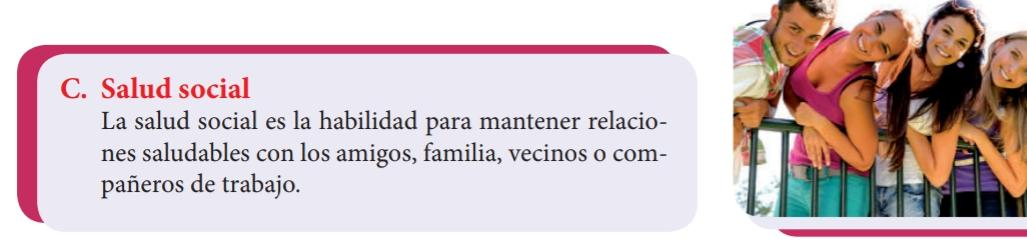 C. Salud social
La salud social es la habilidad para mantener relacio-
nes saludables con los amigos, familia, vecinos o com-
pañeros de trabajo.